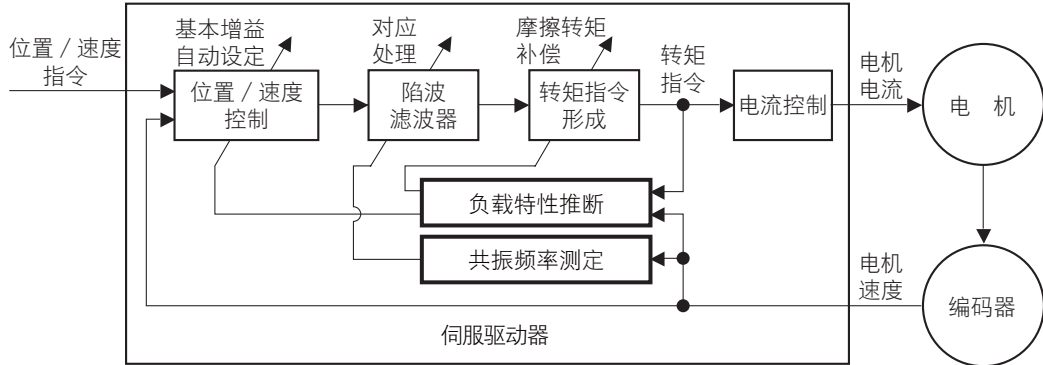 位置 / 速度
指令
基本增益
自动设定
位置 / 速度
控制
对应
处理
陷波
滤波器
摩擦转矩
补偿
转矩指令
形成
转矩
指令
电流控制
电机
电流
电 机
负载特性推断
共振频率测定
电机
速度
编码器
伺服驱动器